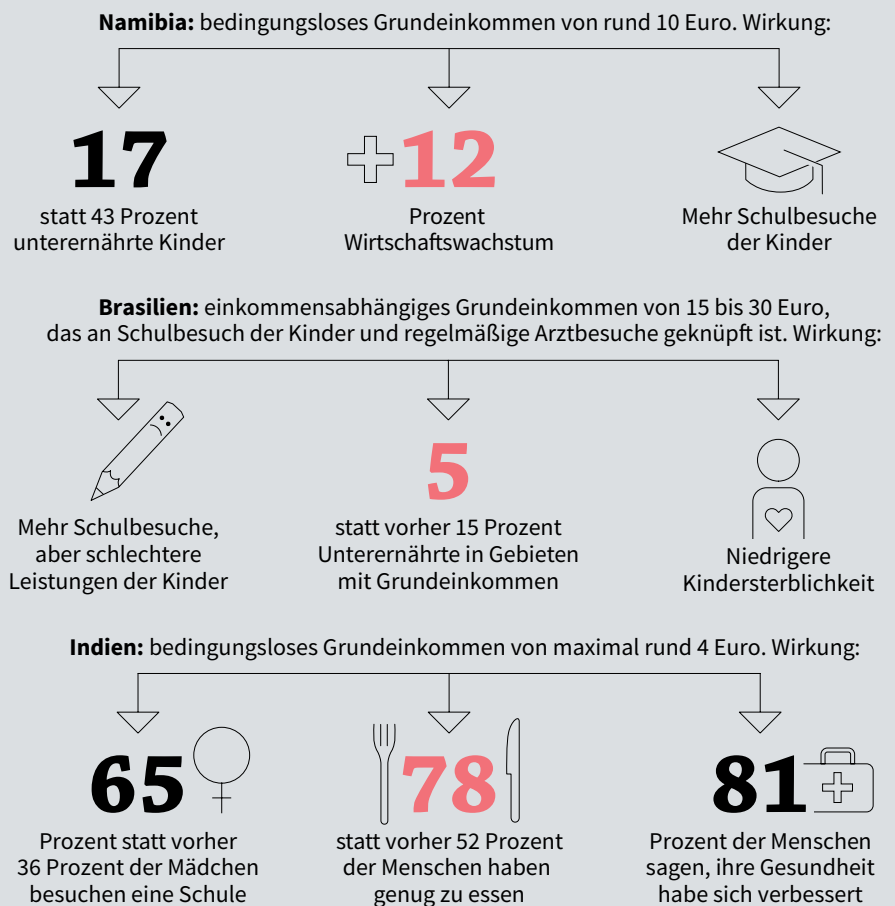 Namibia: bedingungsloses Grundeinkommen von rund 10 Euro. Wirkung:
17
statt 43 Prozent
unterernährte Kinder
+12
Prozent
Wirtschaftswachstum
Mehr Schulbesuche
der Kinder
Brasilien: einkommensabhängiges Grundeinkommen von 15 bis 30 Euro,
das an Schulbesuch der Kinder und regelmäßige Arztbesuche geknüpft ist. Wirkung:
Mehr Schulbesuche,
aber schlechtere
Leistungen der Kinder
5
statt vorher 15 Prozent
Unterernährte in Gebieten
mit Grundeinkommen
Niedrigere
Kindersterblichkeit
Indien: bedingungsloses Grundeinkommen von maximal rund 4 Euro. Wirkung:
65
Prozent statt vorher
36 Prozent der Mädchen
besuchen eine Schule
78
statt vorher 52 Prozent
der Menschen haben
genug zu essen
81
Prozent der Menschen
sagen, ihre Gesundheit
habe sich verbessert